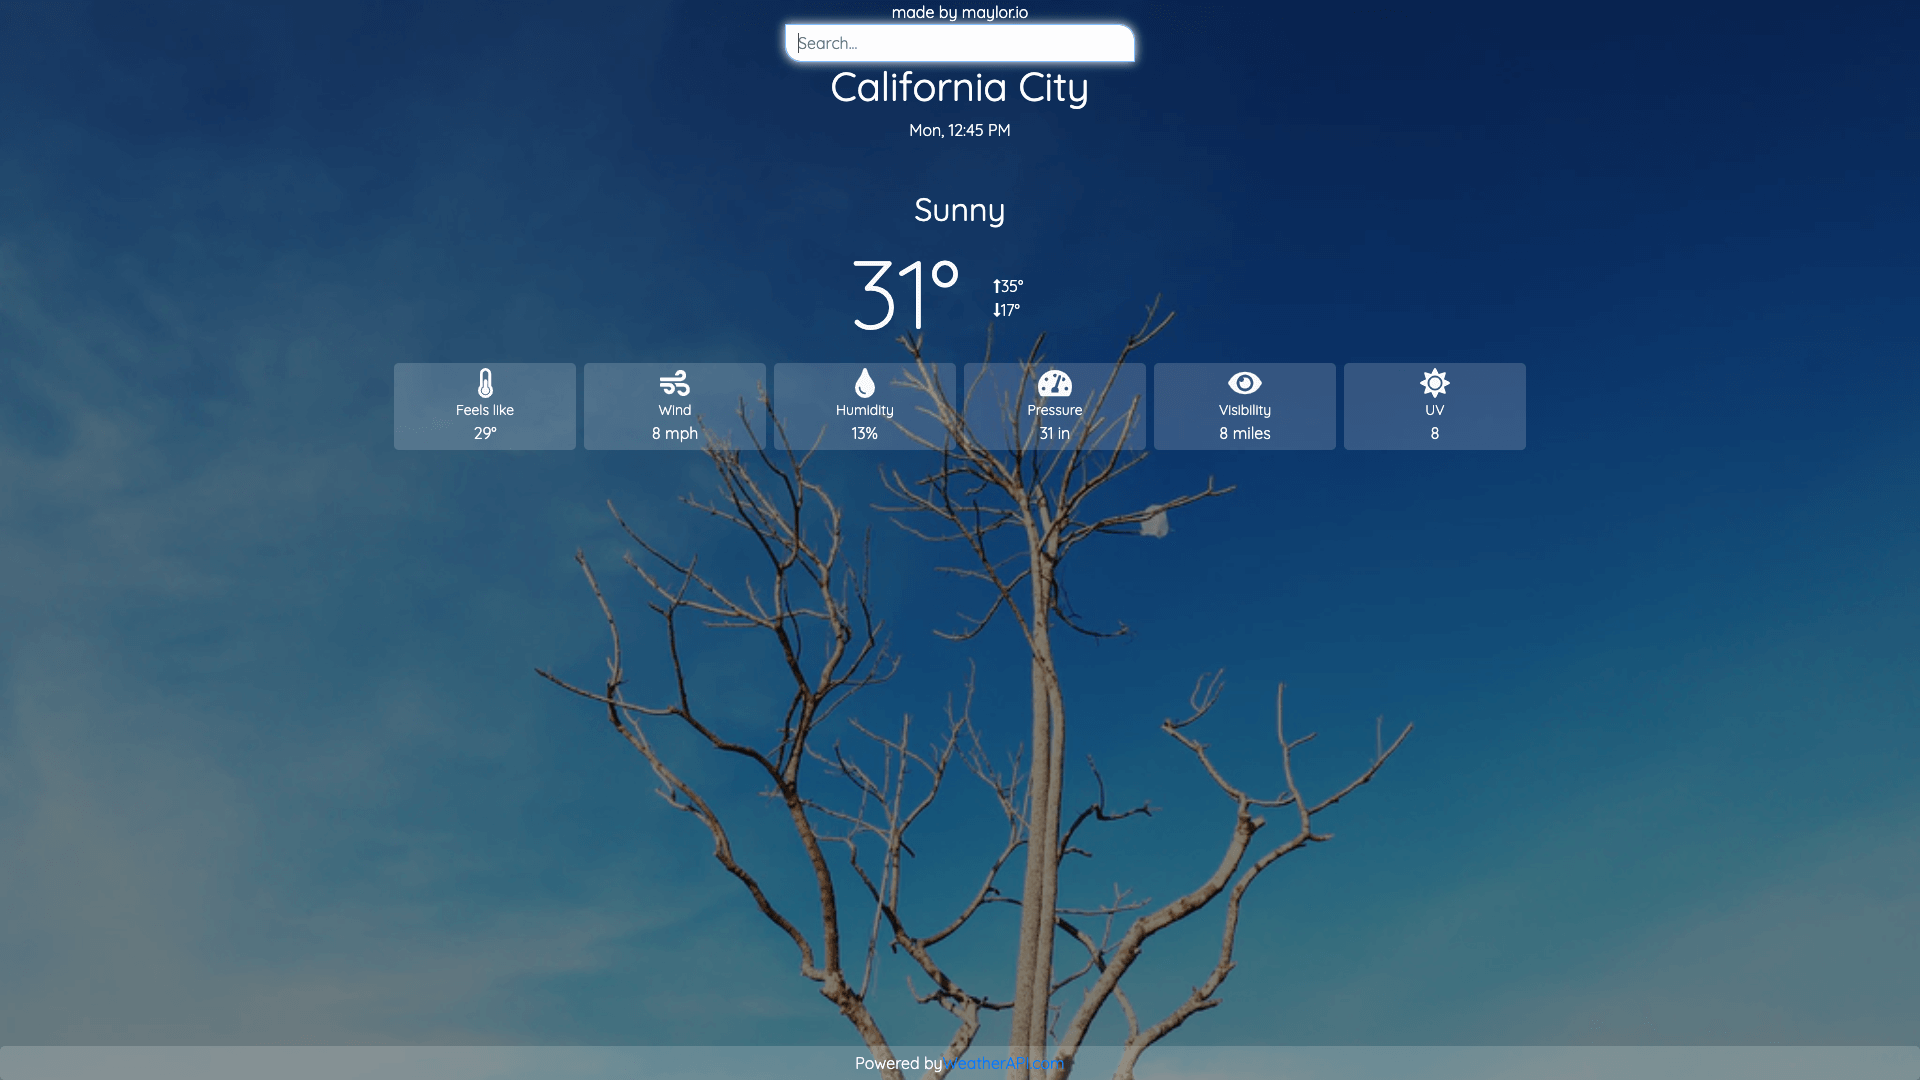 made by maylor.io
Search...
California City
Mon, 12:45 PM
Sunny
31°
35°
17°
Feels like
29°
Wind
8 mph
Humidity
13%
Pressure
31 in
Visibility
8 miles
UV
8
Powered by WeatherAPI.com